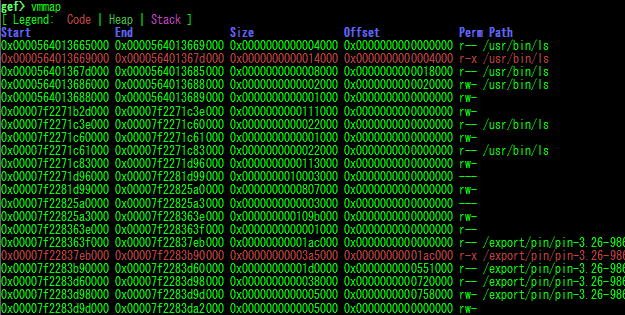 gef> vmmap
[ Legend:  Code | Heap | Stack ]
Start End Size Offset Perm Path
0x0000564013665000 0x0000564013669000 0x0000000000004000 0x0000000000000000 r-- /usr/bin/ls
0x0000564013669000 0x000056401367d000 0x0000000000014000 0x0000000000004000 r-x /usr/bin/ls
0x000056401367d000 0x0000564013685000 0x0000000000008000 0x0000000000018000 r-- /usr/bin/ls
0x0000564013686000 0x0000564013688000 0x0000000000002000 0x0000000000020000 rw- /usr/bin/ls
0x0000564013688000 0x0000564013689000 0x0000000000001000 0x0000000000000000 rw-
0x00007f2271b2d000 0x00007f2271c3e000 0x0000000000111000 0x0000000000000000 rw-
0x00007f2271c3e000 0x00007f2271c60000 0x0000000000022000 0x0000000000000000 r-- /usr/bin/ls
0x00007f2271c60000 0x00007f2271c61000 0x0000000000001000 0x0000000000000000 rw-
0x00007f2271c61000 0x00007f2271c83000 0x0000000000022000 0x0000000000000000 r-- /usr/bin/ls
0x00007f2271c83000 0x00007f2271d96000 0x0000000000113000 0x0000000000000000 rw-
0x00007f2271d96000 0x00007f2281d99000 0x0000000010003000 0x0000000000000000 ---
0x00007f2281d99000 0x00007f22825a0000 0x0000000000807000 0x0000000000000000 rw-
0x00007f22825a0000 0x00007f22825a3000 0x0000000000003000 0x0000000000000000 ---
0x00007f22825a3000 0x00007f228363e000 0x000000000109b000 0x0000000000000000 rw-
0x00007f228363e000 0x00007f228363f000 0x0000000000001000 0x0000000000000000 r--
0x00007f228363f000 0x00007f22837eb000 0x00000000001ac000 0x0000000000000000 r-- /export/pin/pin-3.26-986
0x00007f22837eb000 0x00007f2283b90000 0x00000000003a5000 0x00000000001ac000 r-x /export/pin/pin-3.26-986
0x00007f2283b90000 0x00007f2283d60000 0x00000000001d0000 0x0000000000551000 r-- /export/pin/pin-3.26-986
0x00007f2283d60000 0x00007f2283d98000 0x0000000000038000 0x0000000000720000 r-- /export/pin/pin-3.26-986
0x00007f2283d98000 0x00007f2283d9d000 0x0000000000005000 0x0000000000758000 rw- /export/pin/pin-3.26-986
0x00007f2283d9d000 0x00007f2283da2000 0x0000000000005000 0x0000000000000000 rw-